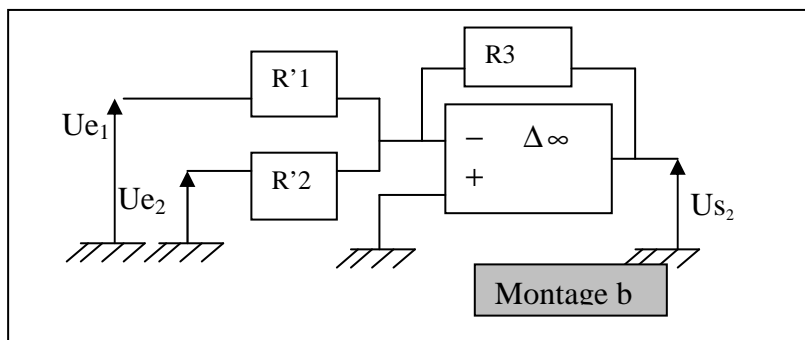 R3
R'1
Ue1
− Δ∞
R'2
+
Ue2
Us2
Montage b